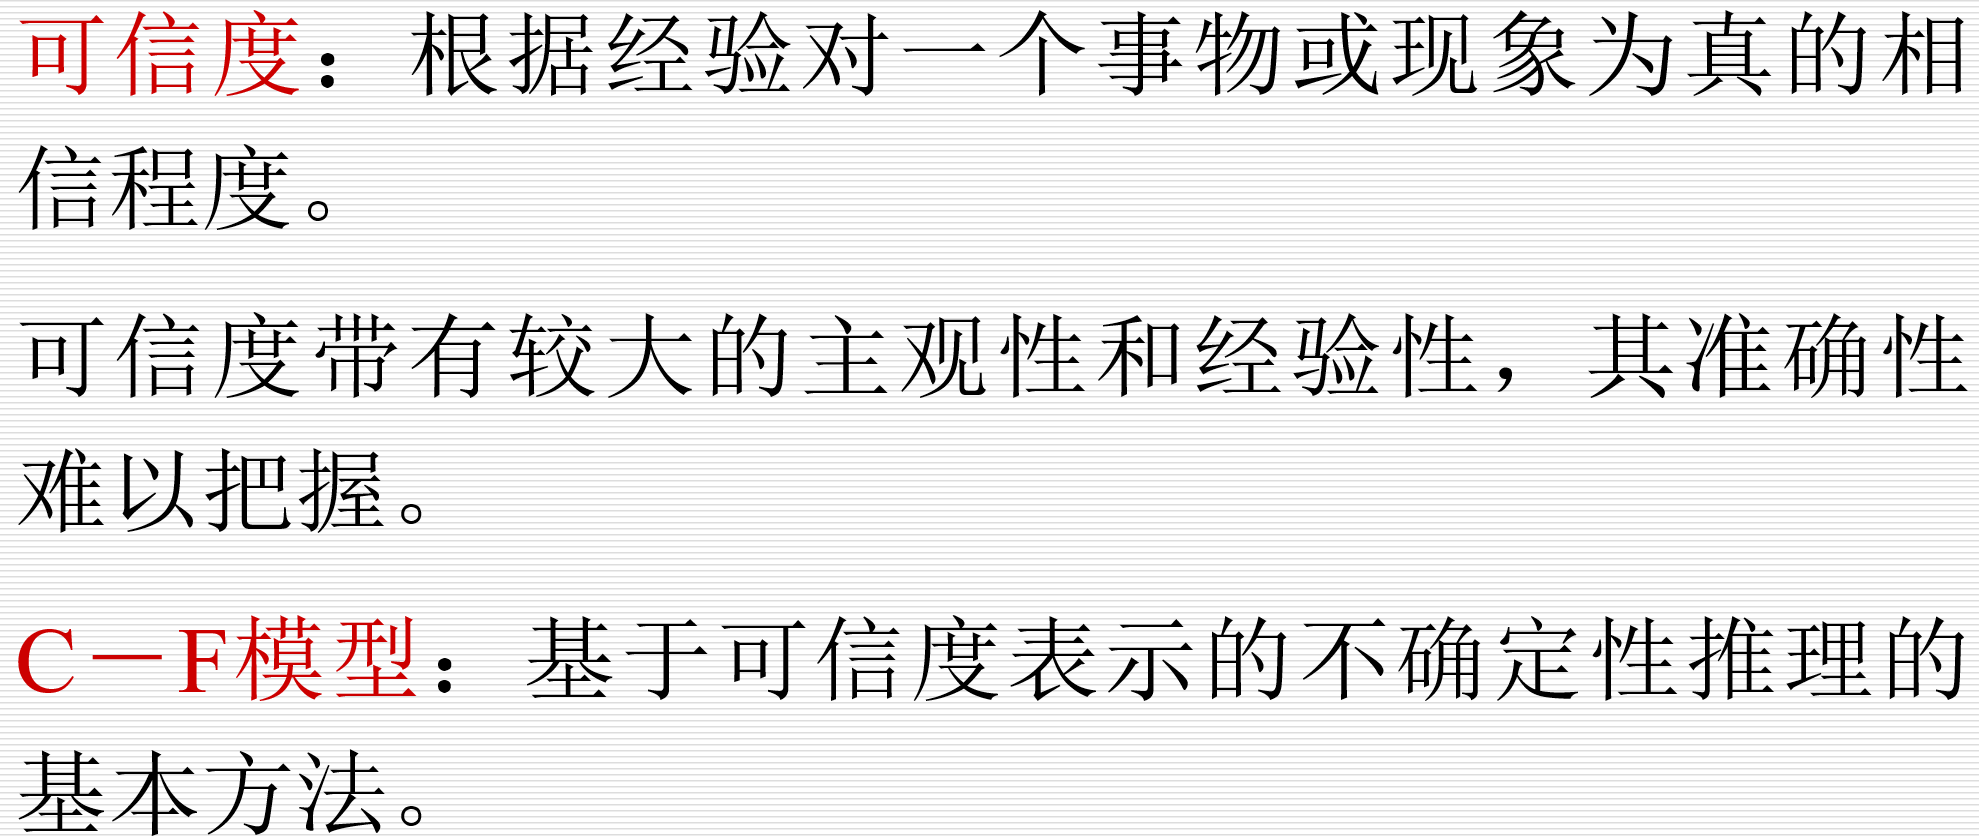 可信度：根据经验对一个事物或现象为真的相
信程度。
可信度带有较大的主观性和经验性，其准确性
难以把握。
C－F模型：基于可信度表示的不确定性推理的
基本方法。